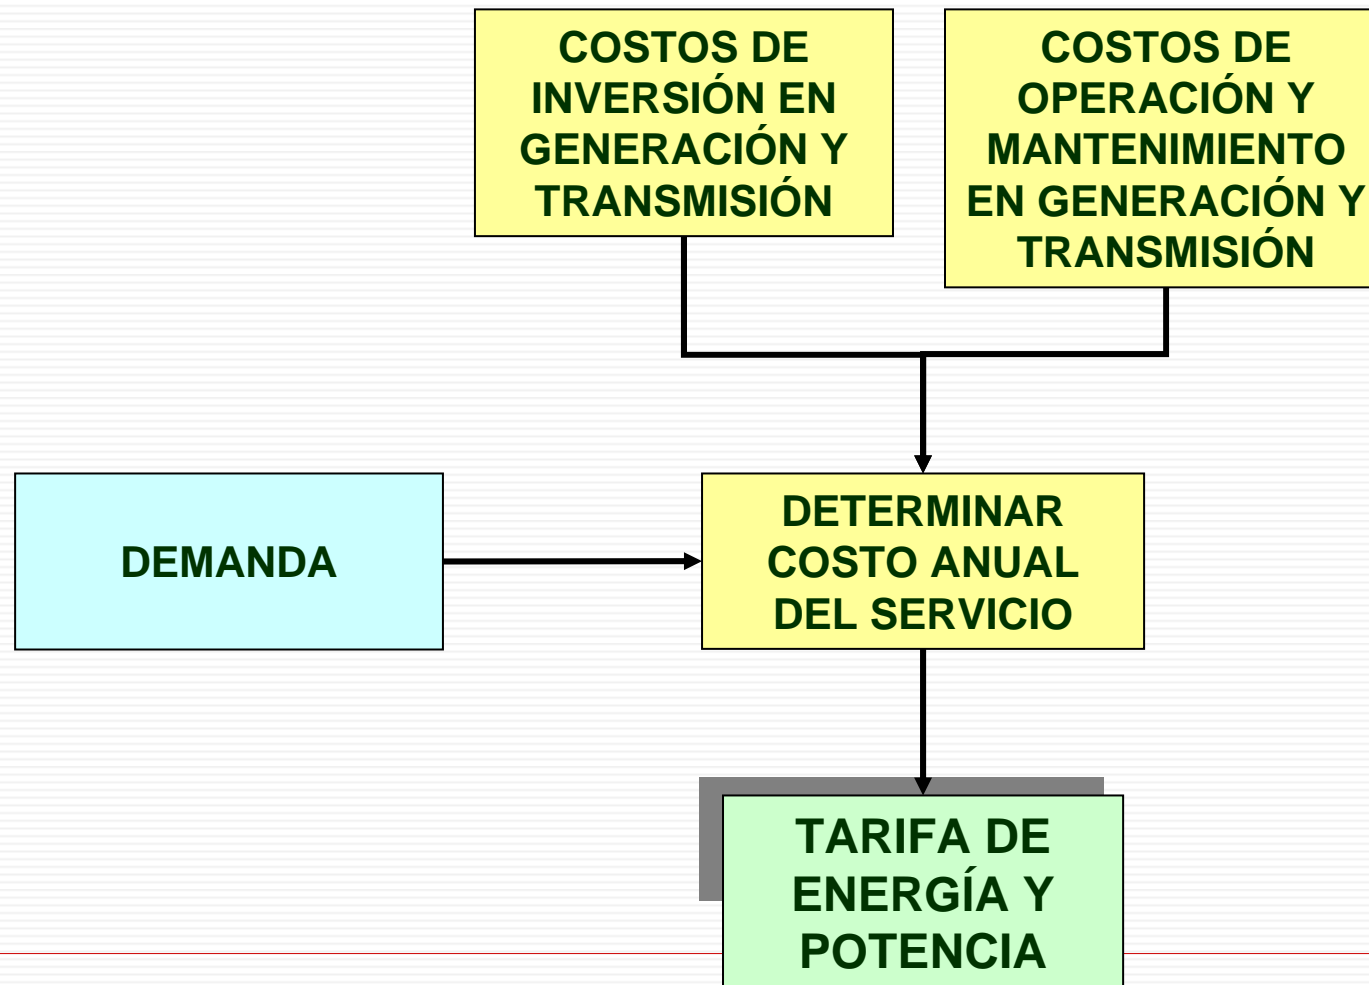 COSTOS DE
INVERSIÓN EN
GENERACIÓN Y
TRANSMISIÓN
COSTOS DE
OPERACIÓN Y
MANTENIMIENTO
EN GENERACIÓN Y
TRANSMISIÓN
DEMANDA
DETERMINAR
COSTO ANUAL
DEL SERVICIO
TARIFA DE
ENERGÍA Y
POTENCIA